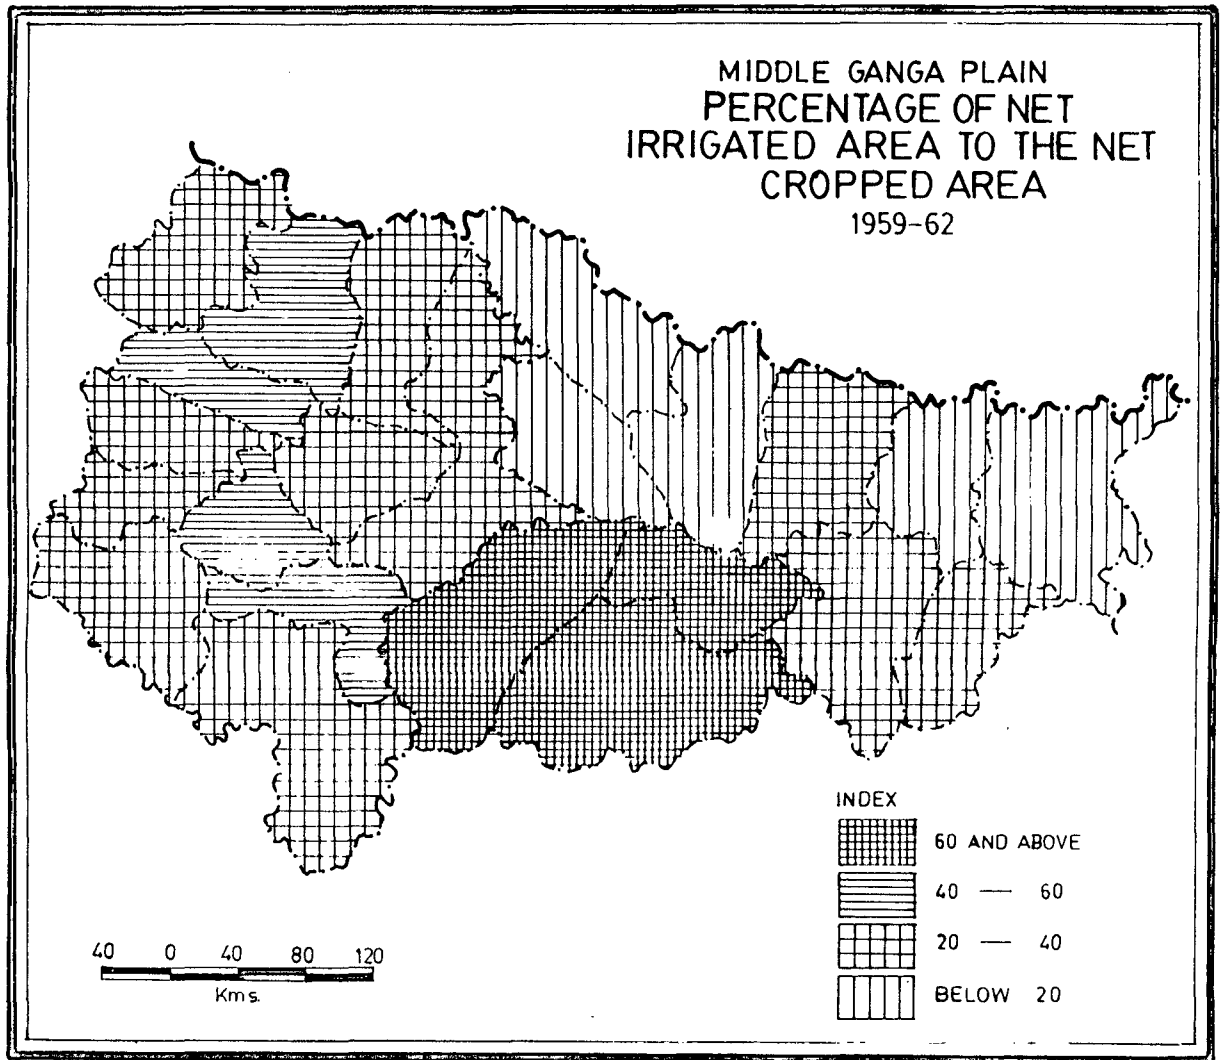 MIDDLE GANGA PLAIN
PERCENTAGE OF NET
IRRIGATED AREA TO THE NET
CROPPED AREA
1959-62
INDEX
60 AND ABOVE
40 — 60
20 — 40
BELOW 20
40 0 40 80 120
Kms.